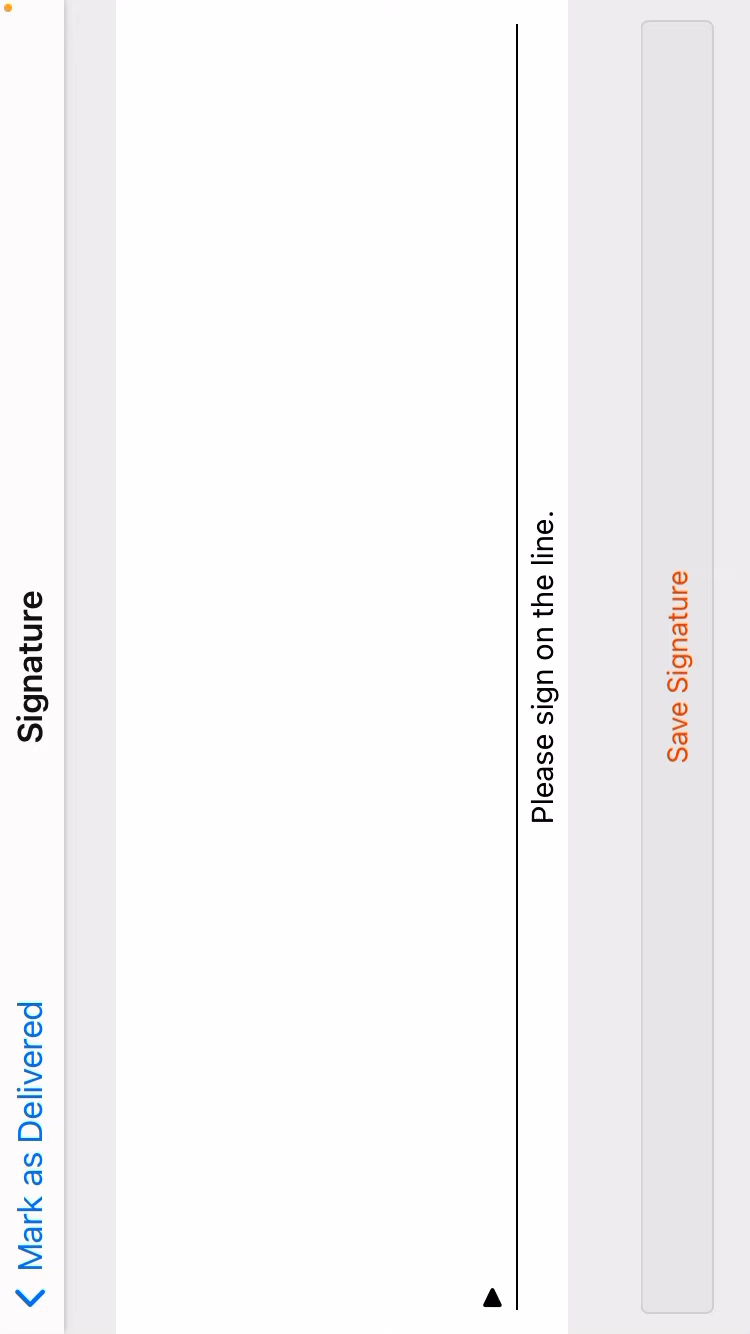 Mark as Delivered
Signature
Please sign on the line.
Save Signature